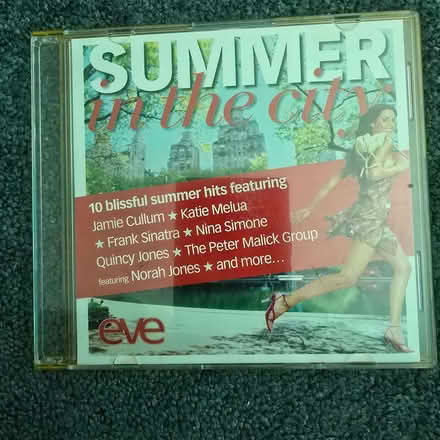 SUMMER
in the city
10 blissful summer hits featuring
Jamie Cullum ★ Katie Melua
★ Frank Sinatra ★ Nina Simone
Quincy Jones ★ The Peter Malick Group
featuring Norah Jones ★ and more...
eve